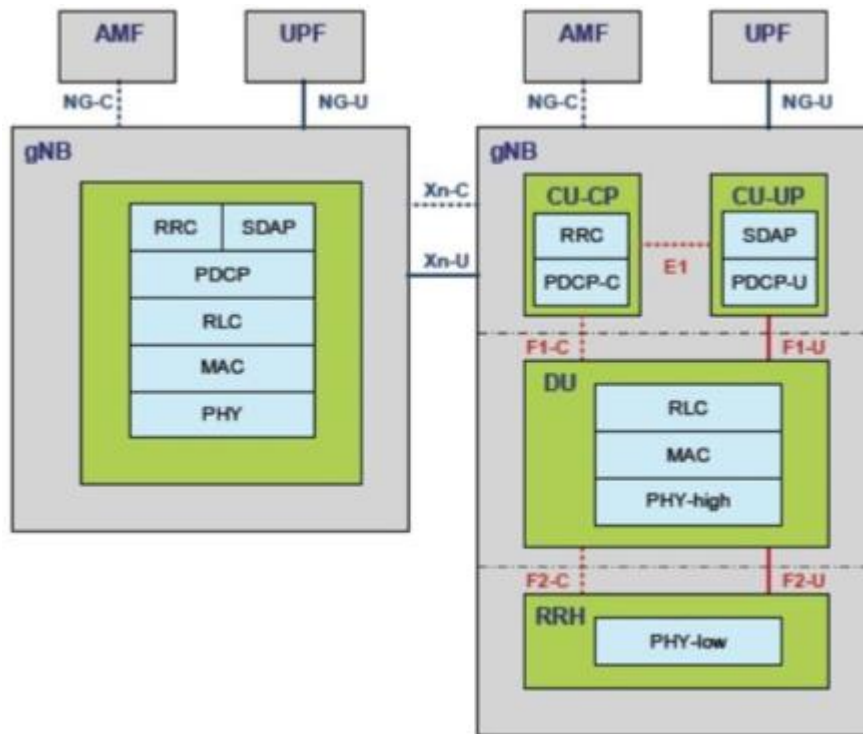 AMF UPF AMF UPF
NG-C NG-U NG-C NG-U
gNB
RRC SDAP
PDCP
RLC
MAC
PHY
Xn-C
Xn-U
gNB
CU-CP CU-UP
RRC SDAP
E1
PDCP-C PDCP-U
F1-C F1-U
DU
RLC
MAC
PHY-high
F2-C F2-U
RRH
PHY-low